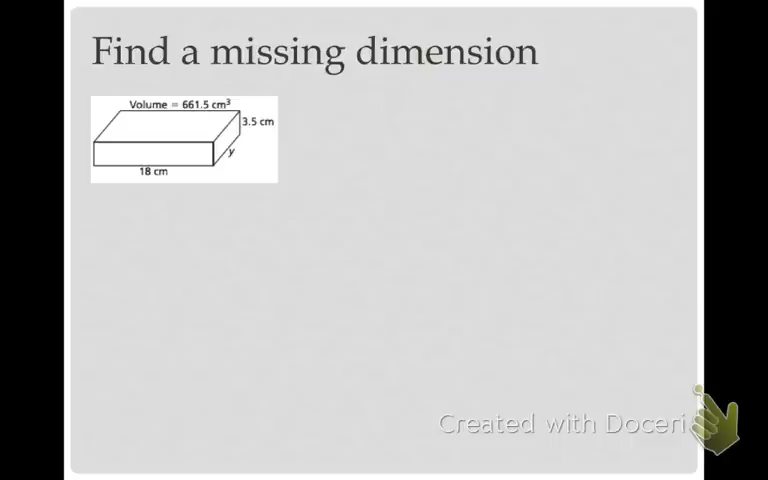 Find a missing dimension
Volume = 661.5 cm³
3.5 cm
y
18 cm
Created with Doceri